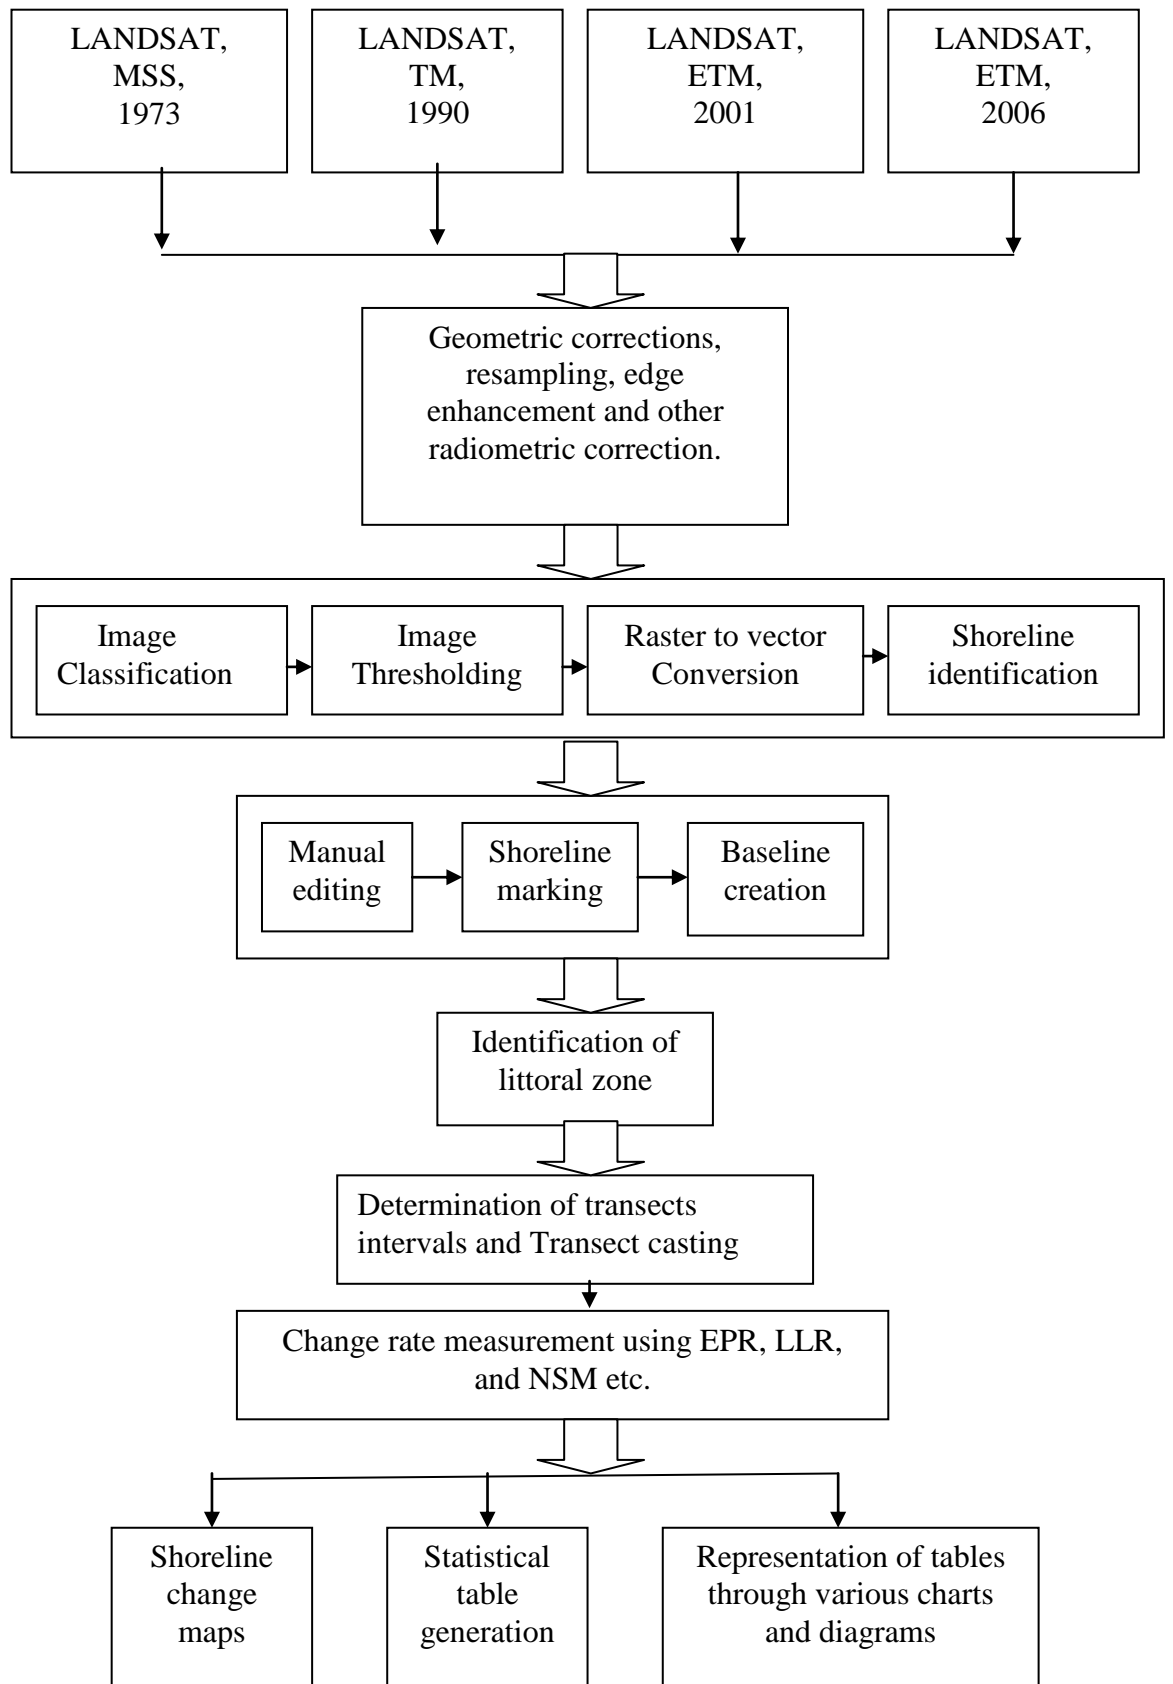 LANDSAT,
MSS,
1973
LANDSAT,
TM,
1990
LANDSAT,
ETM,
2001
LANDSAT,
ETM,
2006
Geometric corrections,
resampling, edge
enhancement and other
radiometric correction.
Image
Classification
Image
Thresholding
Raster to vector
Conversion
Shoreline
identification
Manual
editing
Shoreline
marking
Baseline
creation
Identification of
littoral zone
Determination of transects
intervals and Transect casting
Change rate measurement using EPR, LLR,
and NSM etc.
Shoreline
change
maps
Statistical
table
generation
Representation of tables
through various charts
and diagrams